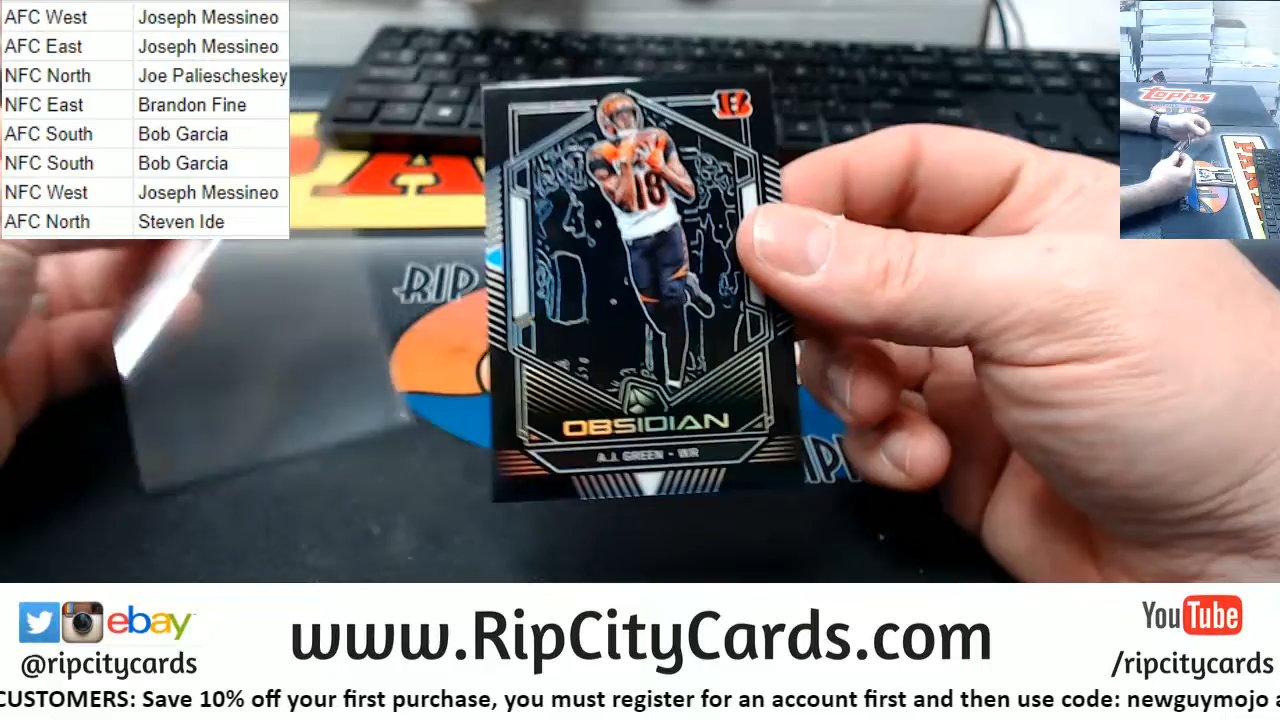 AFC West Joseph Messineo
AFC East Joseph Messineo
NFC North Joe Paliescheskey
NFC East Brandon Fine
AFC South Bob Garcia
NFC South Bob Garcia
NFC West Joseph Messineo
AFC North Steven Ide
TOPPS
PANINI
18
RIP
OBSIDIAN
A.J. GREEN - WR
ebay
@ripcitycards
www.RipCityCards.com
YouTube
/ripcitycards
CUSTOMERS: Save 10% off your first purchase, you must register for an account first and then use code: newguymojo a